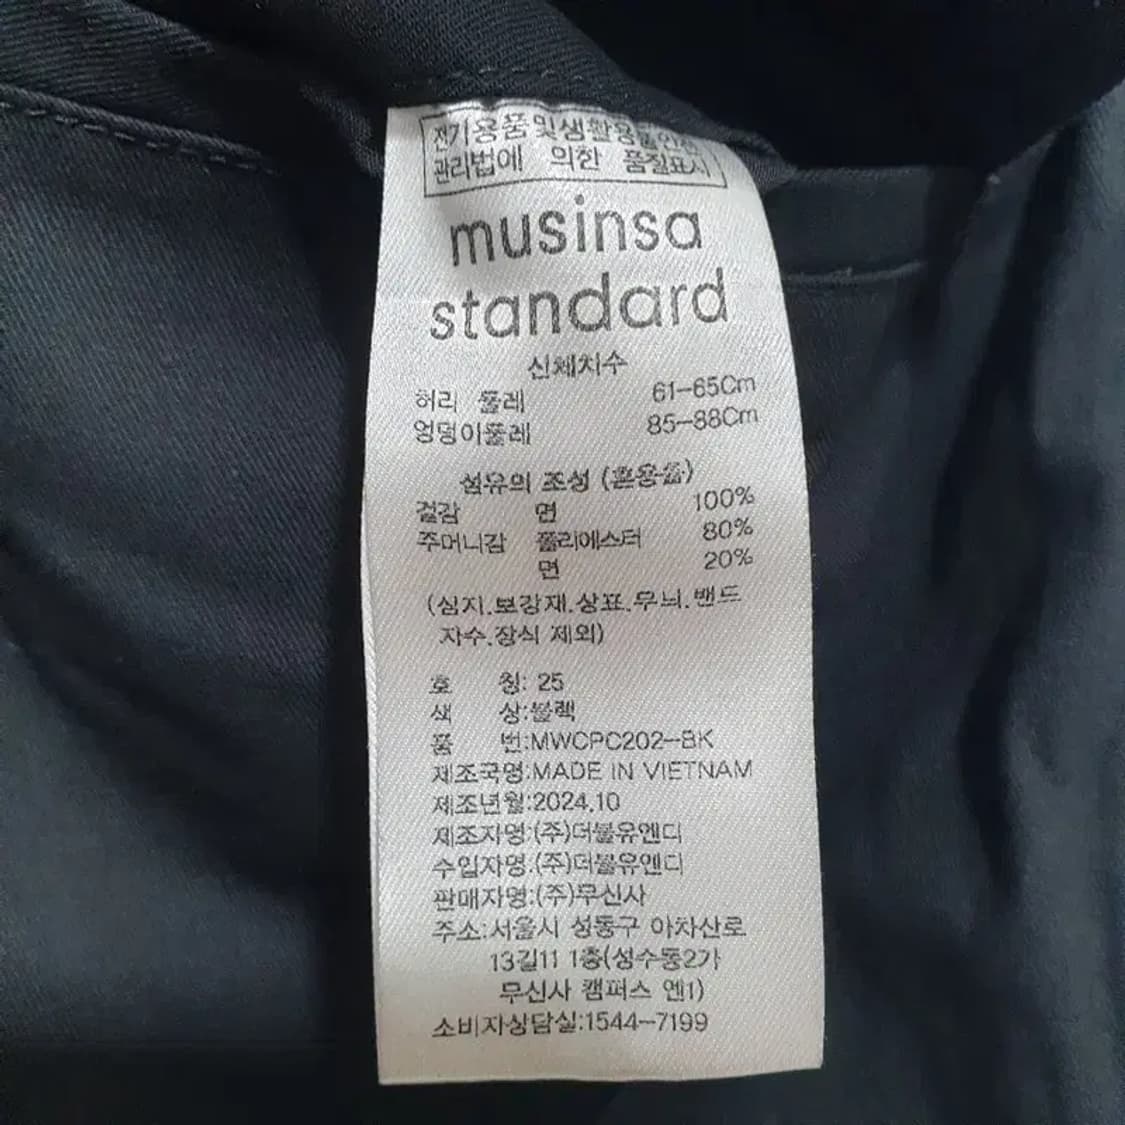 전기용품및생활용품안전
관리법에 의한 품질표시
musinsa
standard
신체치수
허리 둘레 61-65Cm
엉덩이둘레 85-88Cm
섬유의 조성 (혼용률)
겉감 면 100%
주머니감 폴리에스터 80%
면 20%
(심지.보강재.상표.무늬.밴드
자수.장식 제외)
호 칭: 25
색 상:블랙
품 번:MWCPC202-BK
제조국명:MADE IN VIETNAM
제조년월:2024.10
제조자명:(주)더블유앤디
수입자명:(주)더블유앤디
판매자명:(주)무신사
주소:서울시 성동구 아차산로
13길11 1층(성수동2가
무신사 캠퍼스 엔1)
소비자상담실:1544-7199